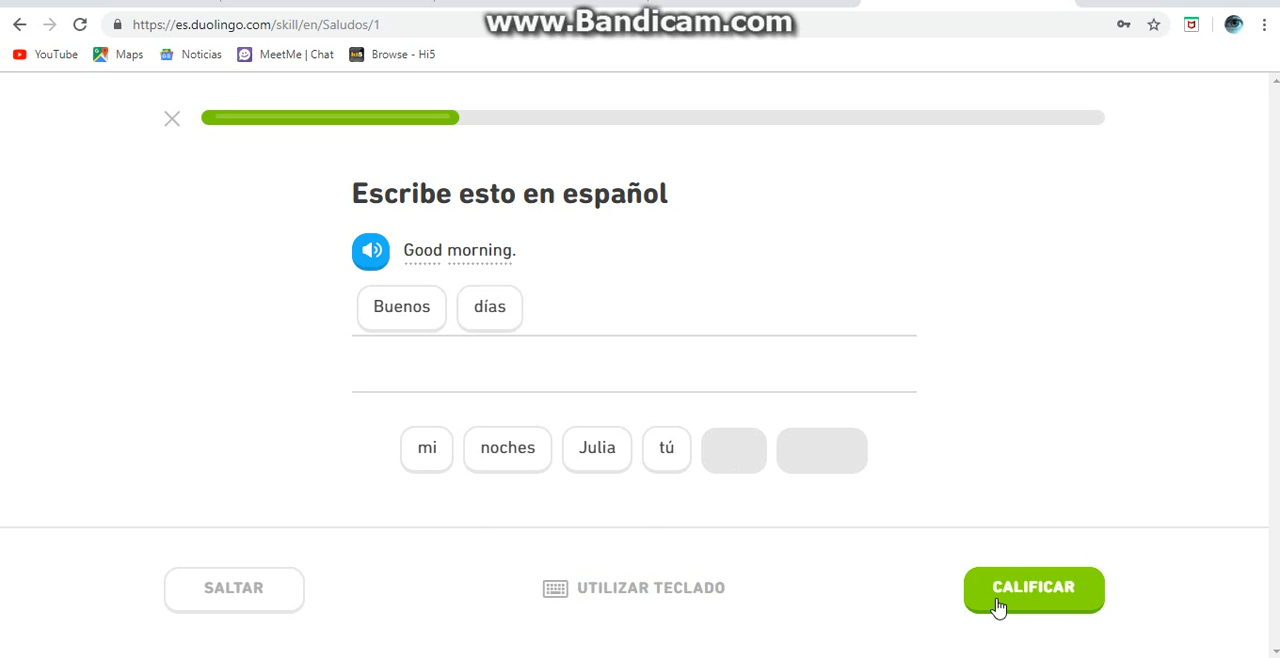 www.Bandicam.com
https://es.duolingo.com/skill/en/Saludos/1
YouTube Maps Noticias MeetMe | Chat hi5 Browse - Hi5
Escribe esto en español
Good morning.
Buenos días
mi noches Julia tú
SALTAR UTILIZAR TECLADO CALIFICAR